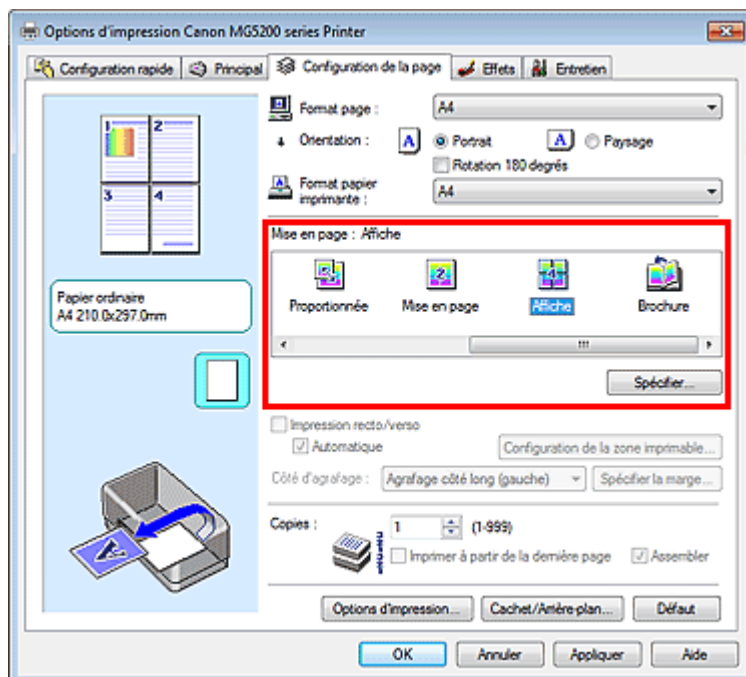 Options d'impression Canon MG5200 series Printer
Configuration rapide
Principal
Configuration de la page
Effets
Entretien
1 2
3 4
Papier ordinaire
A4 210.0x297.0mm
Format page :
A4
Orientation :
A
Portrait
A
Paysage
Rotation 180 degrés
Format papier
imprimante :
A4
Mise en page : Affiche
Proportionnée
Mise en page
Affiche
Brochure
Spécifier...
Impression recto/verso
Automatique
Configuration de la zone imprimable...
Côté d'agrafage :
Agrafage côté long (gauche)
Spécifier la marge...
Copies :
1
(1-999)
Imprimer à partir de la dernière page
Assembler
Options d'impression...
Cachet/Arrière-plan...
Défaut
OK
Annuler
Appliquer
Aide